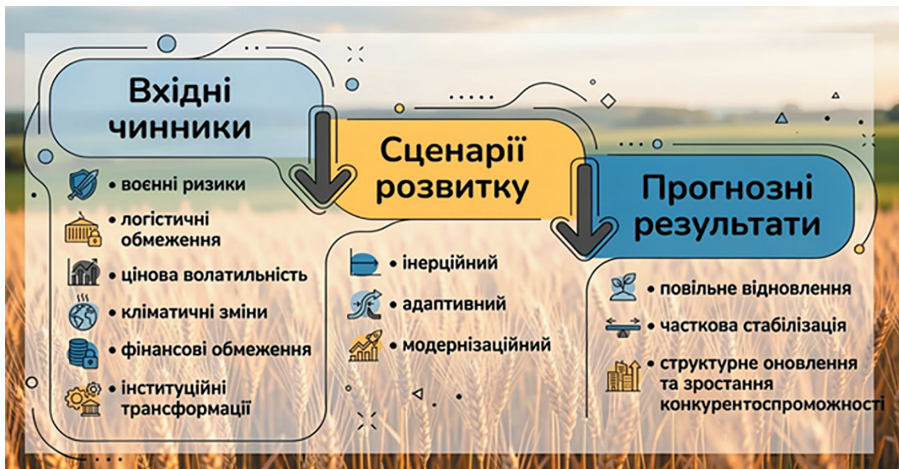 Вхідні
чинники
• воєнні ризики
• логістичні
обмеження
• цінова волатильність
• кліматичні зміни
• фінансові обмеження
• інституційні
трансформації
Сценарії
розвитку
• інерційний
• адаптивний
• модернізаційний
Прогнозні
результати
• повільне відновлення
• часткова стабілізація
• структурне оновлення
та зростання
конкурентоспроможності